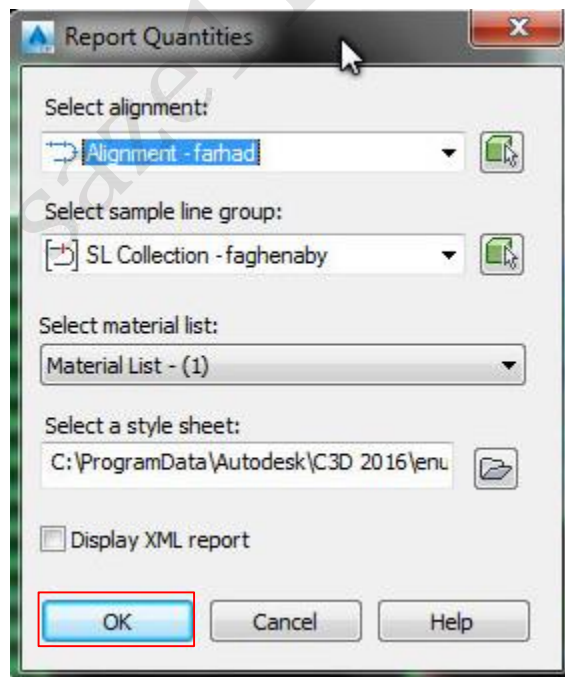 Report Quantities
Select alignment:
Alignment - farhad
Select sample line group:
SL Collection - faghenaby
Select material list:
Material List - (1)
Select a style sheet:
C:\ProgramData\Autodesk\C3D 2016\enu
Display XML report
OK Cancel Help